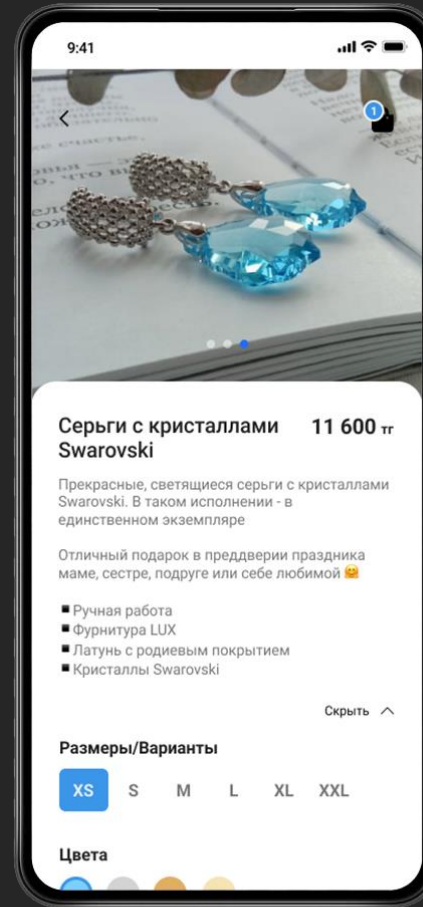 9:41
1
Серьги с кристаллами
Swarovski
11 600 тг
Прекрасные, светящиеся серьги с кристаллами
Swarovski. В таком исполнении - в
единственном экземпляре
Отличный подарок в преддверии праздника
маме, сестре, подруге или себе любимой 🤗
▪Ручная работа
▪Фурнитура LUX
▪Латунь с родиевым покрытием
▪Кристаллы Swarovski
Скрыть
Размеры/Варианты
XS S M L XL XXL
Цвета